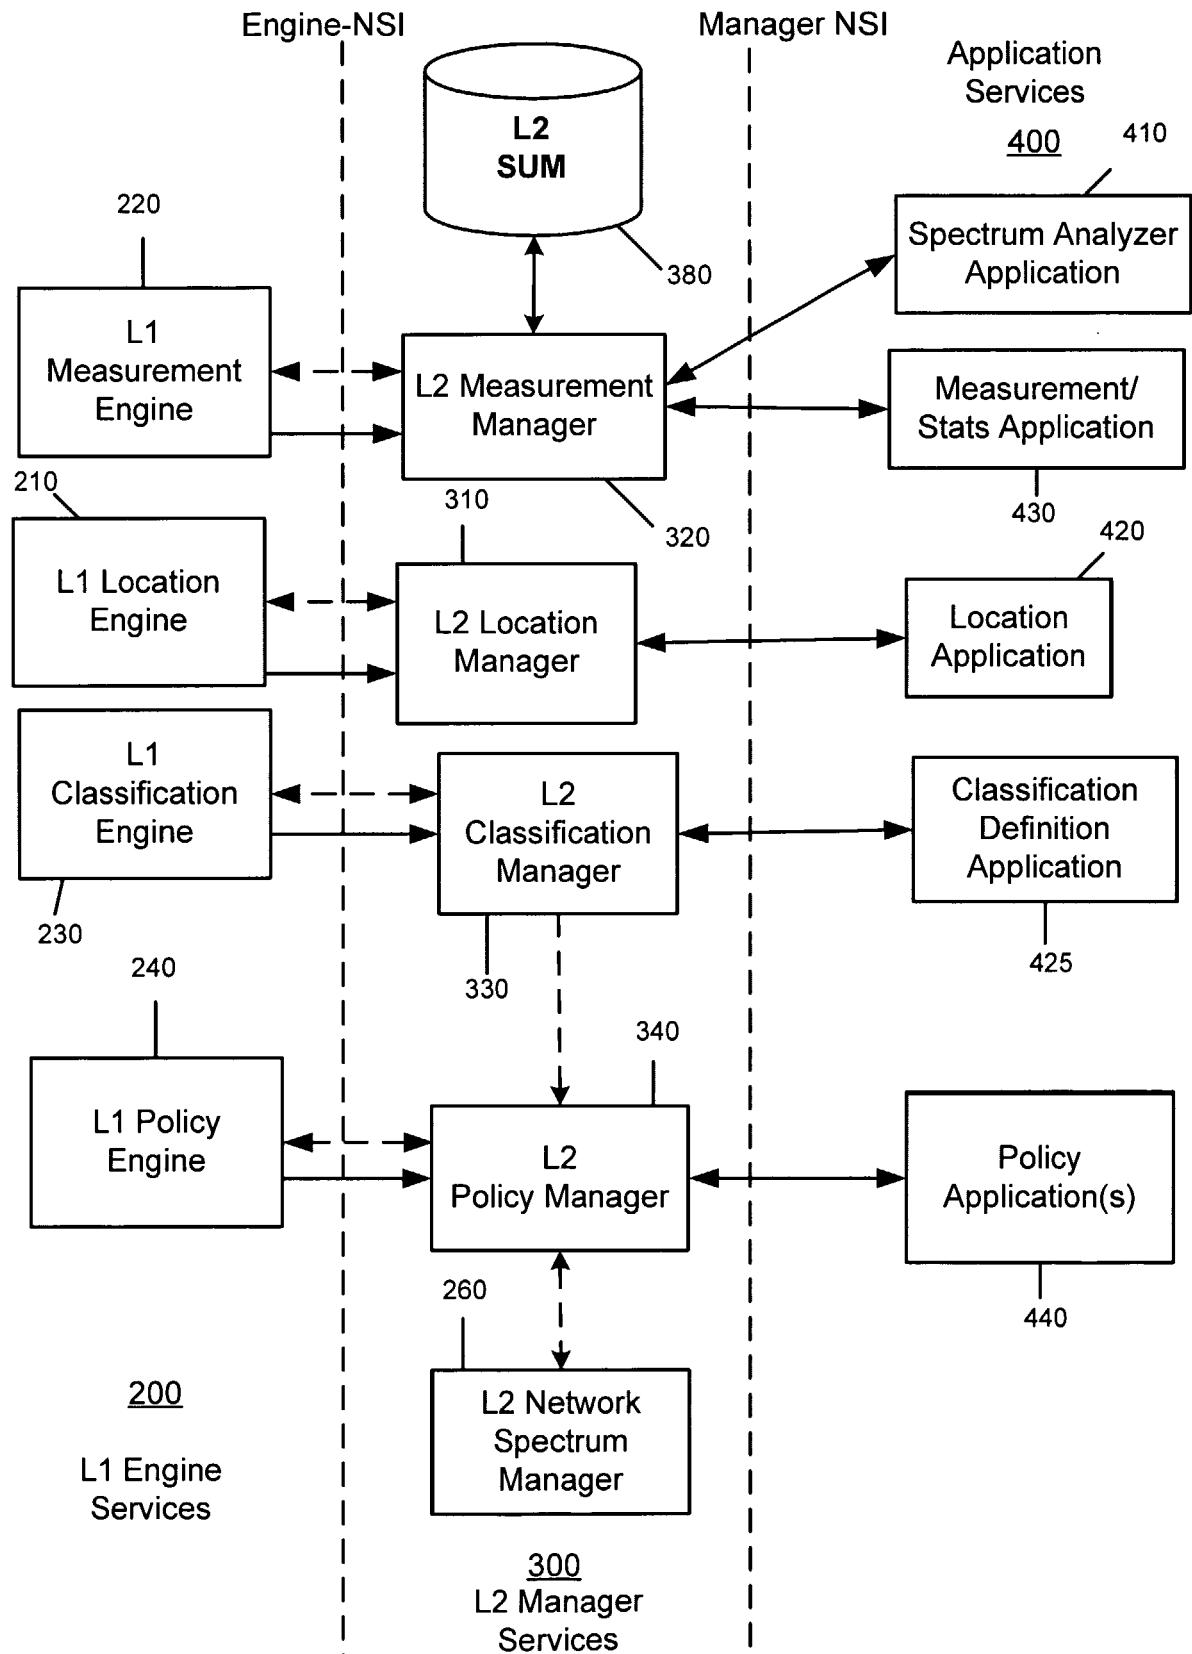 Engine-NSI
Manager NSI
Application
Services
400
410
L2
SUM
380
220
Spectrum Analyzer
Application
L1
Measurement
Engine
L2 Measurement
Manager
320
Measurement/
Stats Application
430
210
L1 Location
Engine
310
L2 Location
Manager
420
Location
Application
L1
Classification
Engine
230
L2
Classification
Manager
330
Classification
Definition
Application
425
240
L1 Policy
Engine
340
L2
Policy Manager
Policy
Application(s)
440
260
L2 Network
Spectrum
Manager
200
L1 Engine
Services
300
L2 Manager
Services